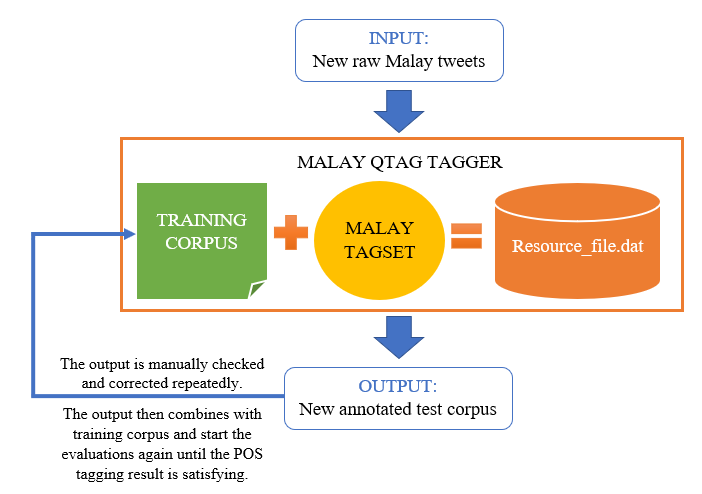 INPUT:
New raw Malay tweets
MALAY QTAG TAGGER
TRAINING
CORPUS
MALAY
TAGSET
Resource_file.dat
The output is manually checked
and corrected repeatedly.
The output then combines with
training corpus and start the
evaluations again until the POS
tagging result is satisfying.
OUTPUT:
New annotated test corpus